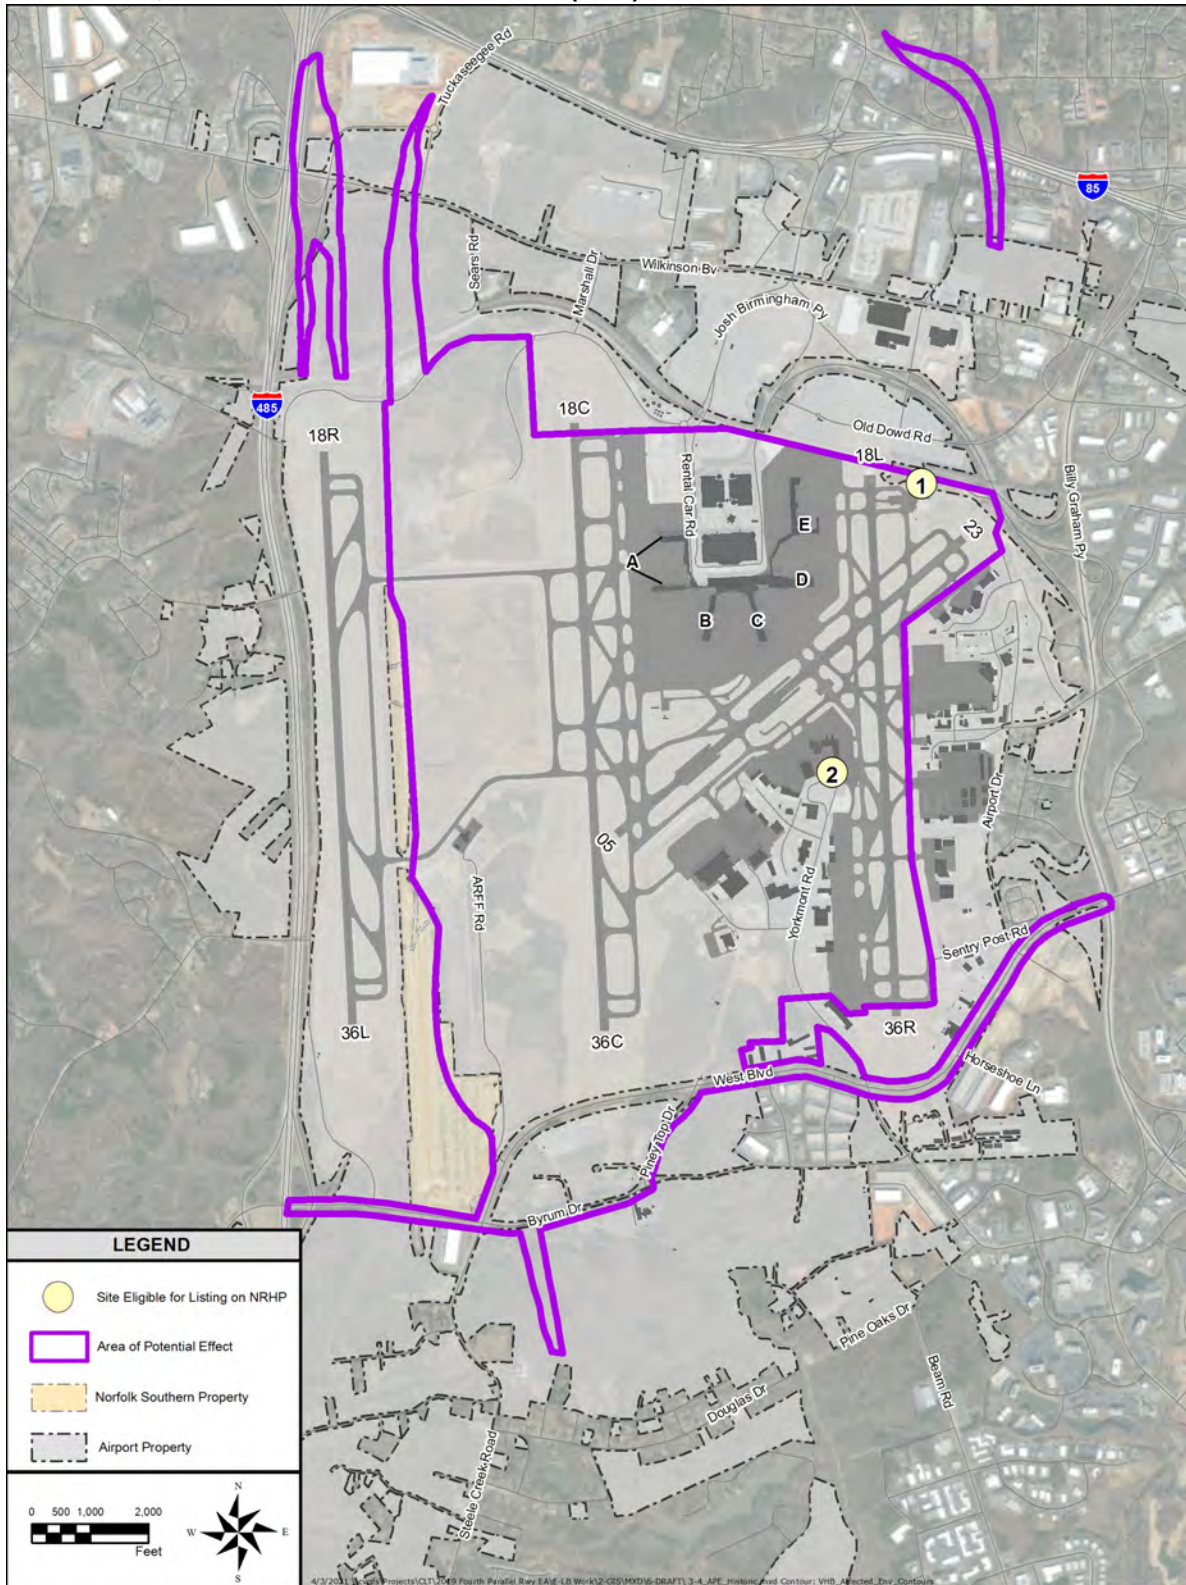 Tuckaseegee Rd
85
Sears Rd
Marshall Dr
Wilkinson Bv
Josh Birmingham Py
485
18C
18R
Old Dowd Rd
18L
Rental Car Rd
Billy Graham Py
1
23
E
A
D
B
C
2
Airport Dr
05
ARFF Rd
Yorkmont Rd
Sentry Post Rd
36L
36C
36R
West Blvd
Horseshoe Ln
Piney Top Dr
Byrum Dr
LEGEND
Site Eligible for Listing on NRHP
Area of Potential Effect
Norfolk Southern Property
Airport Property
Pine Oaks Dr
Beam Rd
Douglas Dr
Steele Creek Road
0 500 1,000 2,000
Feet
N
W E
S